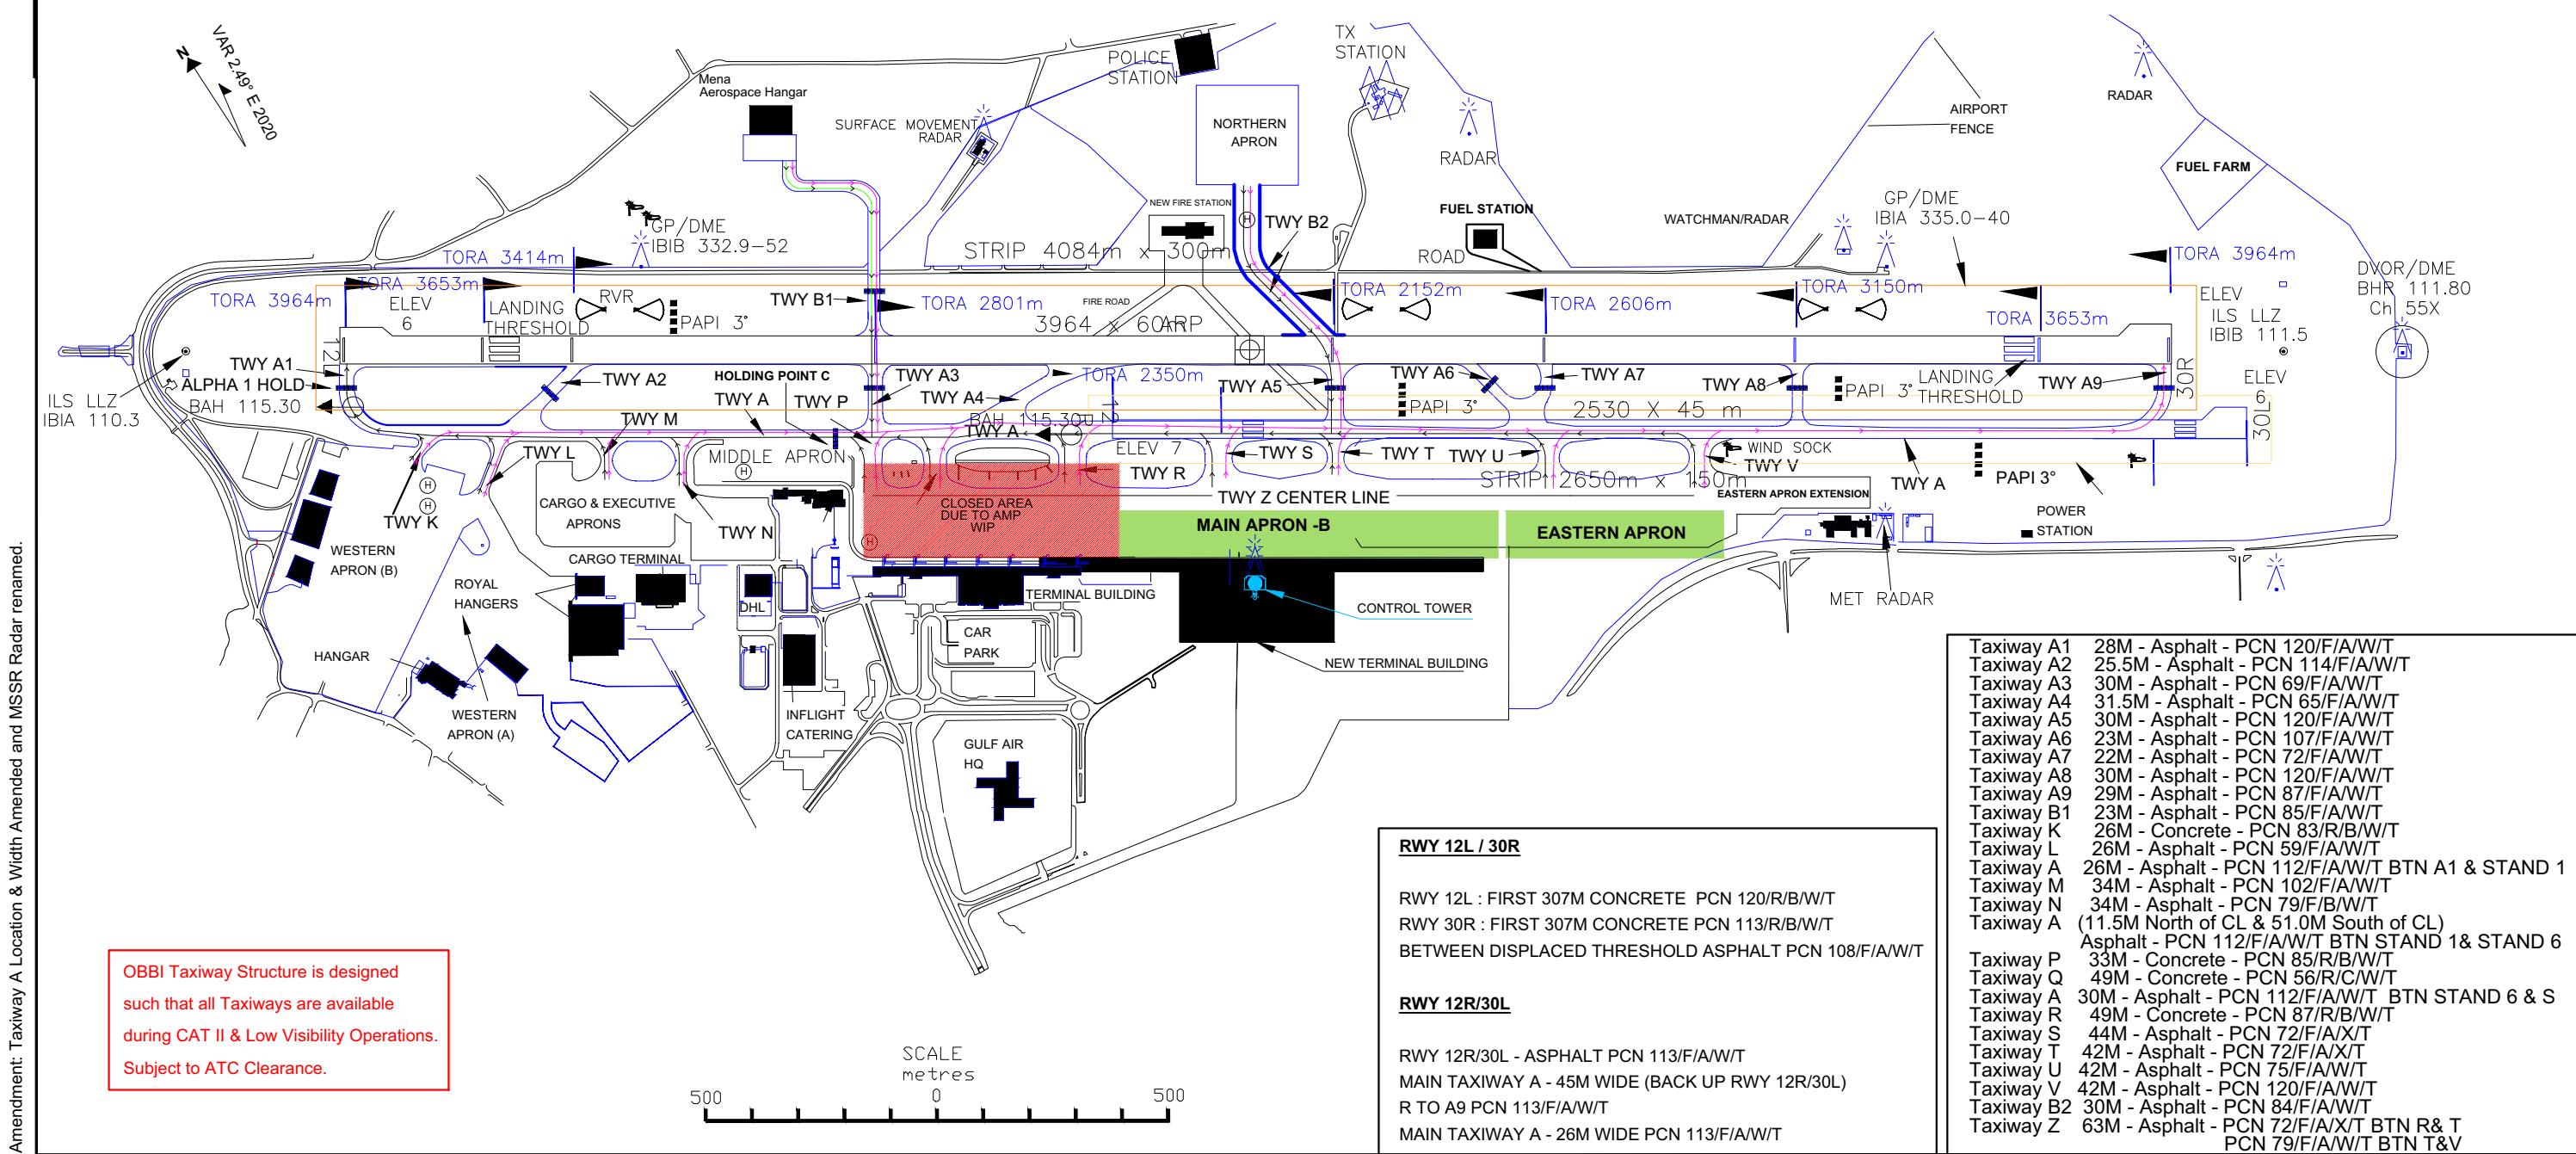 Amendment: Taxiway A Location & Width Amended and MSSR Radar renamed.
VAR 2.49° E 2020
N
Mena
Aerospace Hangar
SURFACE MOVEMENT
RADAR
POLICE
STATION
TX
STATION
NORTHERN
APRON
RADAR
AIRPORT
FENCE
RADAR
FUEL FARM
NEW FIRE STATION
H
TWY B2
FUEL STATION
ROAD
WATCHMAN/RADAR
GP/DME
IBIA 335.0-40
GP/DME
IBIB 332.9-52
STRIP 4084m x 300m
TORA 3414m
TORA 3653m
TORA 3964m
ELEV
6
LANDING
THRESHOLD
RVR
PAPI 3°
TWY B1
TORA 2801m
FIRE ROAD
3964 x 60m
ARP
TORA 2152m
TORA 2606m
TORA 3150m
TORA 3653m
TORA 3964m
DVOR/DME
BHR 111.80
Ch 55X
ELEV
ILS LLZ
IBIB 111.5
12L
TWY A1
ALPHA 1 HOLD
BAH 115.30
ILS LLZ
IBIA 110.3
TWY A2
HOLDING POINT C
TWY A
TWY P
TWY A3
TWY A4
TORA 2350m
TWY A5
TWY A6
TWY A7
TWY A8
PAPI 3°
PAPI 3°
LANDING
THRESHOLD
TWY A9
30R
ELEV
6
30L
2530 X 45 m
BAH 115.30
12R
TWY M
TWY A
ELEV 7
TWY L
TWY K
H
H
MIDDLE APRON
H
TWY R
TWY S
TWY T
TWY U
WIND SOCK
TWY V
STRIP 2650m x 150m
TWY A
PAPI 3°
TWY Z CENTER LINE
EASTERN APRON EXTENSION
CARGO & EXECUTIVE
APRONS
TWY N
CLOSED AREA
DUE TO AMP
WIP
H
MAIN APRON -B
EASTERN APRON
POWER
STATION
WESTERN
APRON (B)
CARGO TERMINAL
ROYAL
HANGERS
DHL
TERMINAL BUILDING
CONTROL TOWER
MET RADAR
CAR
PARK
NEW TERMINAL BUILDING
HANGAR
WESTERN
APRON (A)
INFLIGHT
CATERING
GULF AIR
HQ
OBBI Taxiway Structure is designed
such that all Taxiways are available
during CAT II & Low Visibility Operations.
Subject to ATC Clearance.
SCALE
metres
500 0 500
RWY 12L / 30R
RWY 12L : FIRST 307M CONCRETE PCN 120/R/B/W/T
RWY 30R : FIRST 307M CONCRETE PCN 113/R/B/W/T
BETWEEN DISPLACED THRESHOLD ASPHALT PCN 108/F/A/W/T
RWY 12R/30L
RWY 12R/30L - ASPHALT PCN 113/F/A/W/T
MAIN TAXIWAY A - 45M WIDE (BACK UP RWY 12R/30L)
R TO A9 PCN 113/F/A/W/T
MAIN TAXIWAY A - 26M WIDE PCN 113/F/A/W/T
Taxiway A1 28M - Asphalt - PCN 120/F/A/W/T
Taxiway A2 25.5M - Asphalt - PCN 114/F/A/W/T
Taxiway A3 30M - Asphalt - PCN 69/F/A/W/T
Taxiway A4 31.5M - Asphalt - PCN 65/F/A/W/T
Taxiway A5 30M - Asphalt - PCN 120/F/A/W/T
Taxiway A6 23M - Asphalt - PCN 107/F/A/W/T
Taxiway A7 22M - Asphalt - PCN 72/F/A/W/T
Taxiway A8 30M - Asphalt - PCN 120/F/A/W/T
Taxiway A9 29M - Asphalt - PCN 87/F/A/W/T
Taxiway B1 23M - Asphalt - PCN 85/F/A/W/T
Taxiway K 26M - Concrete - PCN 83/R/B/W/T
Taxiway L 26M - Asphalt - PCN 59/F/A/W/T
Taxiway A 26M - Asphalt - PCN 112/F/A/W/T BTN A1 & STAND 1
Taxiway M 34M - Asphalt - PCN 102/F/A/W/T
Taxiway N 34M - Asphalt - PCN 79/F/B/W/T
Taxiway A (11.5M North of CL & 51.0M South of CL)
Asphalt - PCN 112/F/A/W/T BTN STAND 1& STAND 6
Taxiway P 33M - Concrete - PCN 85/R/B/W/T
Taxiway Q 49M - Concrete - PCN 56/R/C/W/T
Taxiway A 30M - Asphalt - PCN 112/F/A/W/T BTN STAND 6 & S
Taxiway R 49M - Concrete - PCN 87/R/B/W/T
Taxiway S 44M - Asphalt - PCN 72/F/A/X/T
Taxiway T 42M - Asphalt - PCN 72/F/A/X/T
Taxiway U 42M - Asphalt - PCN 75/F/A/W/T
Taxiway V 42M - Asphalt - PCN 120/F/A/W/T
Taxiway B2 30M - Asphalt - PCN 84/F/A/W/T
Taxiway Z 63M - Asphalt - PCN 72/F/A/X/T BTN R& T
PCN 79/F/A/W/T BTN T&V